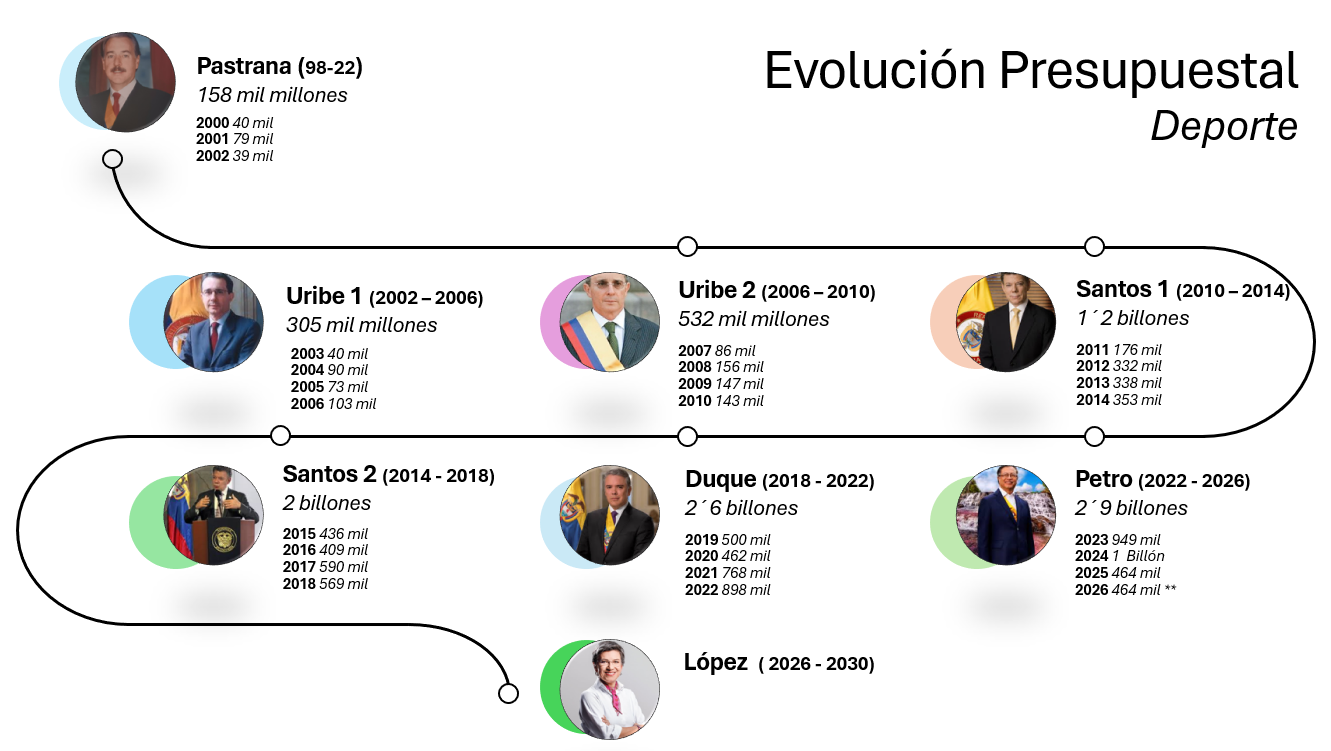 Pastrana (98-22)
158 mil millones
2000 40 mil
2001 79 mil
2002 39 mil
Evolución Presupuestal
Deporte
Uribe 1 (2002 – 2006)
305 mil millones
2003 40 mil
2004 90 mil
2005 73 mil
2006 103 mil
Uribe 2 (2006 – 2010)
532 mil millones
2007 86 mil
2008 156 mil
2009 147 mil
2010 143 mil
Santos 1 (2010 – 2014)
1´2 billones
2011 176 mil
2012 332 mil
2013 338 mil
2014 353 mil
Santos 2 (2014 - 2018)
2 billones
2015 436 mil
2016 409 mil
2017 590 mil
2018 569 mil
Duque (2018 - 2022)
2´6 billones
2019 500 mil
2020 462 mil
2021 768 mil
2022 898 mil
Petro (2022 - 2026)
2´9 billones
2023 949 mil
2024 1 Billón
2025 464 mil
2026 464 mil **
López ( 2026 - 2030)